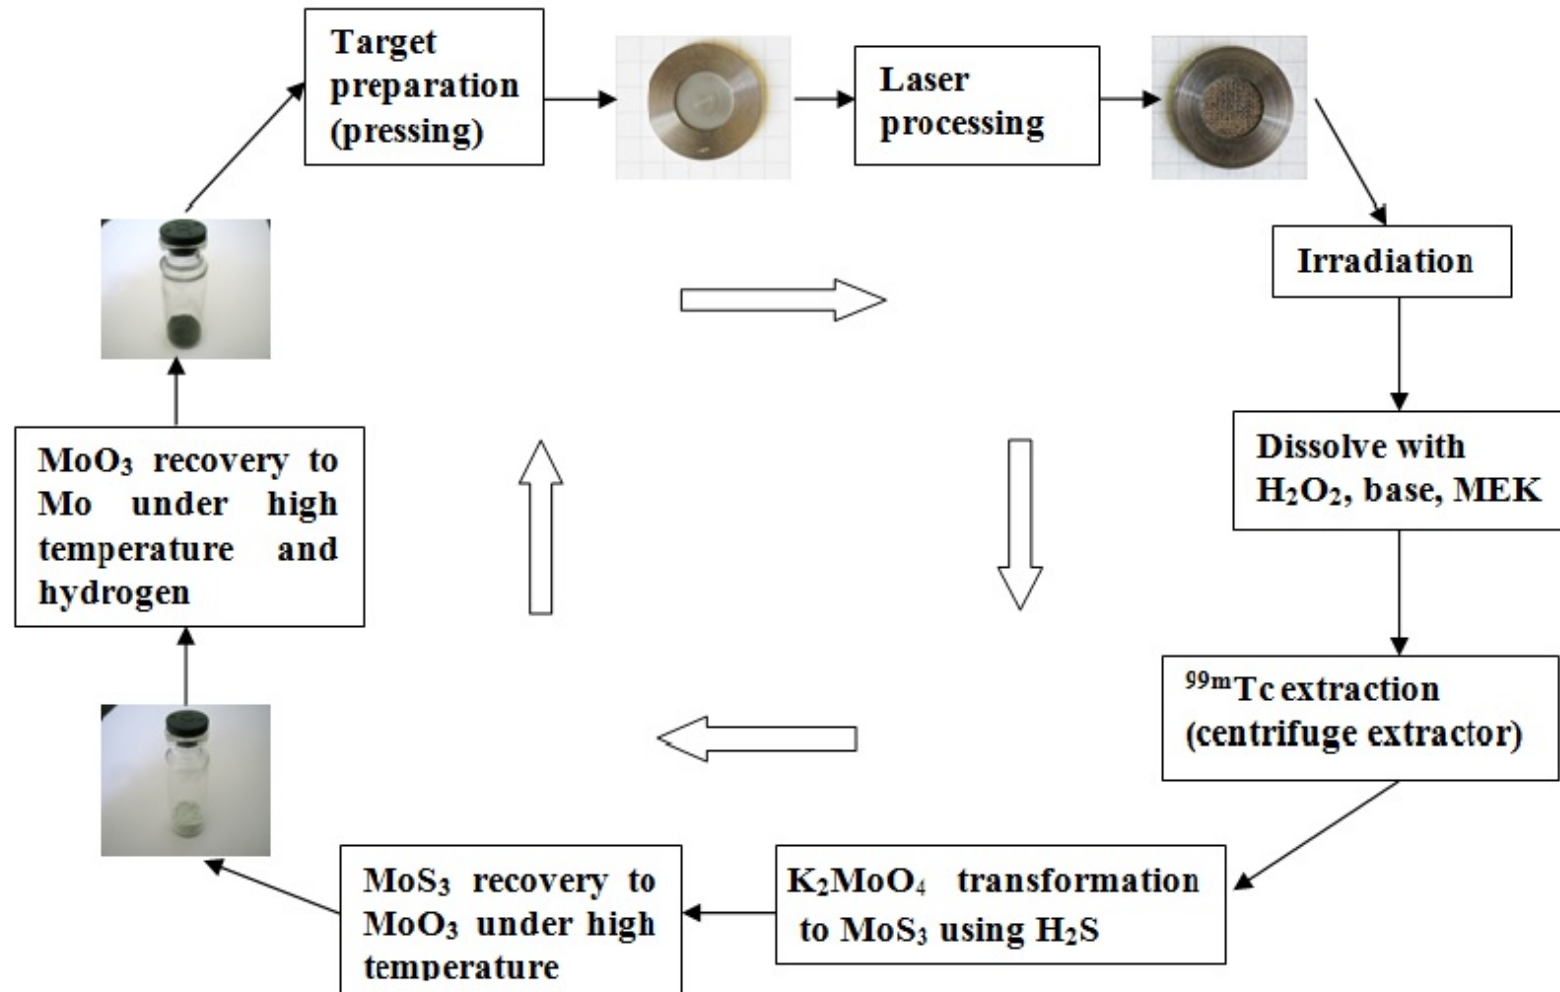 Target
preparation
(pressing)
Laser
processing
Irradiation
Dissolve with
H₂O₂, base, MEK
⁹⁹ᵐTc extraction
(centrifuge extractor)
K₂MoO₄ transformation
to MoS₃ using H₂S
MoS₃ recovery to
MoO₃ under high
temperature
MoO₃ recovery to
Mo under high
temperature and
hydrogen